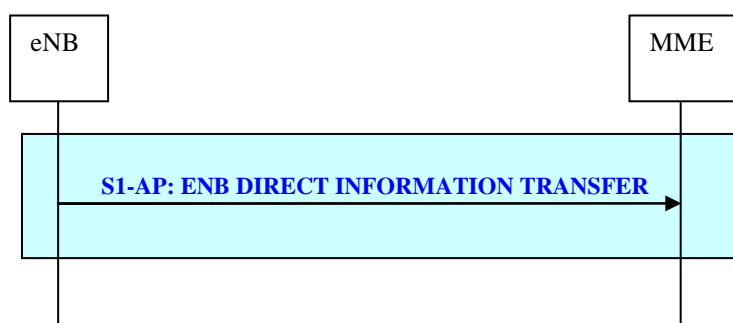 eNB
MME
S1-AP: ENB DIRECT INFORMATION TRANSFER